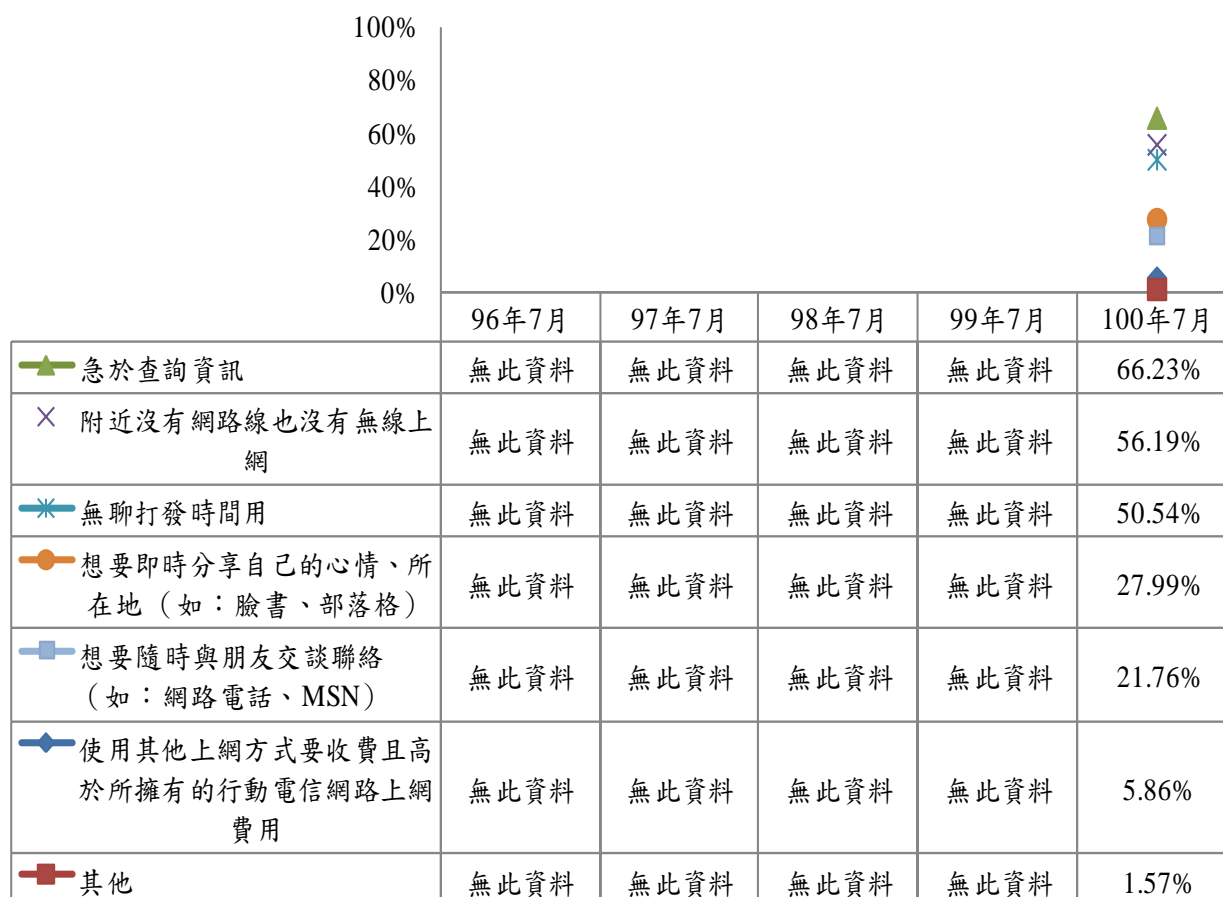 100%
80%
60%
40%
20%
0%
96年7月 97年7月 98年7月 99年7月 100年7月
急於查詢資訊 無此資料 無此資料 無此資料 無此資料 66.23%
附近沒有網路線也沒有無線上
網 無此資料 無此資料 無此資料 無此資料 56.19%
無聊打發時間用 無此資料 無此資料 無此資料 無此資料 50.54%
想要即時分享自己的心情、所
在地（如：臉書、部落格） 無此資料 無此資料 無此資料 無此資料 27.99%
想要隨時與朋友交談聯絡
（如：網路電話、MSN） 無此資料 無此資料 無此資料 無此資料 21.76%
使用其他上網方式要收費且高
於所擁有的行動電信網路上網 無此資料 無此資料 無此資料 無此資料 5.86%
費用
其他 無此資料 無此資料 無此資料 無此資料 1.57%